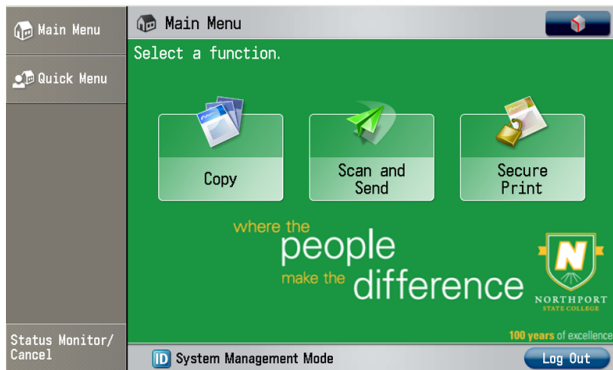 Main Menu
Quick Menu
Status Monitor/
Cancel
Main Menu
Select a function.
Copy
Scan and
Send
Secure
Print
where the
people
make the
difference
N
NORTHPORT
STATE COLLEGE
100 years of excellence
ID System Management Mode
Log Out